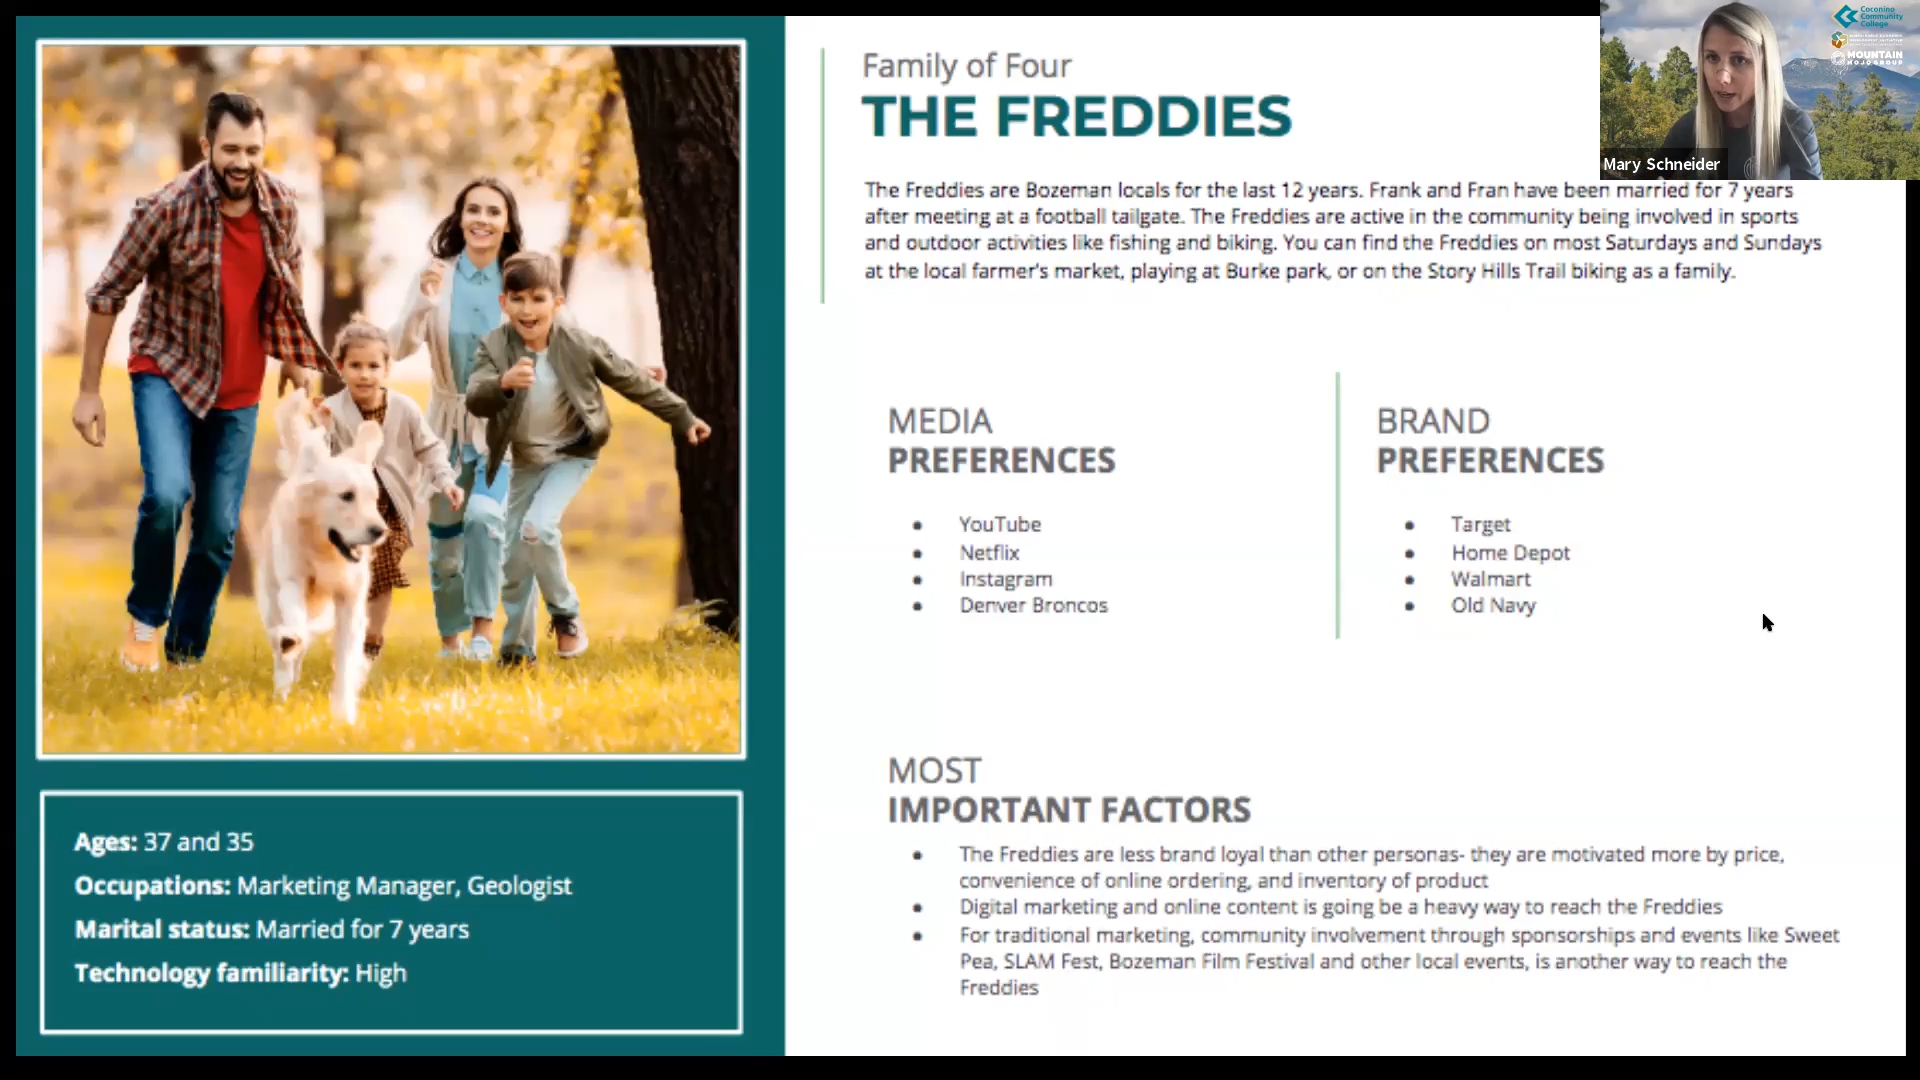 Family of Four
THE FREDDIES
The Freddies are Bozeman locals for the last 12 years. Frank and Fran have been married for 7 years
after meeting at a football tailgate. The Freddies are active in the community being involved in sports
and outdoor activities like fishing and biking. You can find the Freddies on most Saturdays and Sundays
at the local farmer's market, playing at Burke park, or on the Story Hills Trail biking as a family.
MEDIA
PREFERENCES
• YouTube
• Netflix
• Instagram
• Denver Broncos
BRAND
PREFERENCES
• Target
• Home Depot
• Walmart
• Old Navy
MOST
IMPORTANT FACTORS
• The Freddies are less brand loyal than other personas- they are motivated more by price,
convenience of online ordering, and inventory of product
• Digital marketing and online content is going be a heavy way to reach the Freddies
• For traditional marketing, community involvement through sponsorships and events like Sweet
Pea, SLAM Fest, Bozeman Film Festival and other local events, is another way to reach the
Freddies
Ages: 37 and 35
Occupations: Marketing Manager, Geologist
Marital status: Married for 7 years
Technology familiarity: High
Coconino
Community
College
MOUNTAIN
MOJO GROUP
Mary Schneider